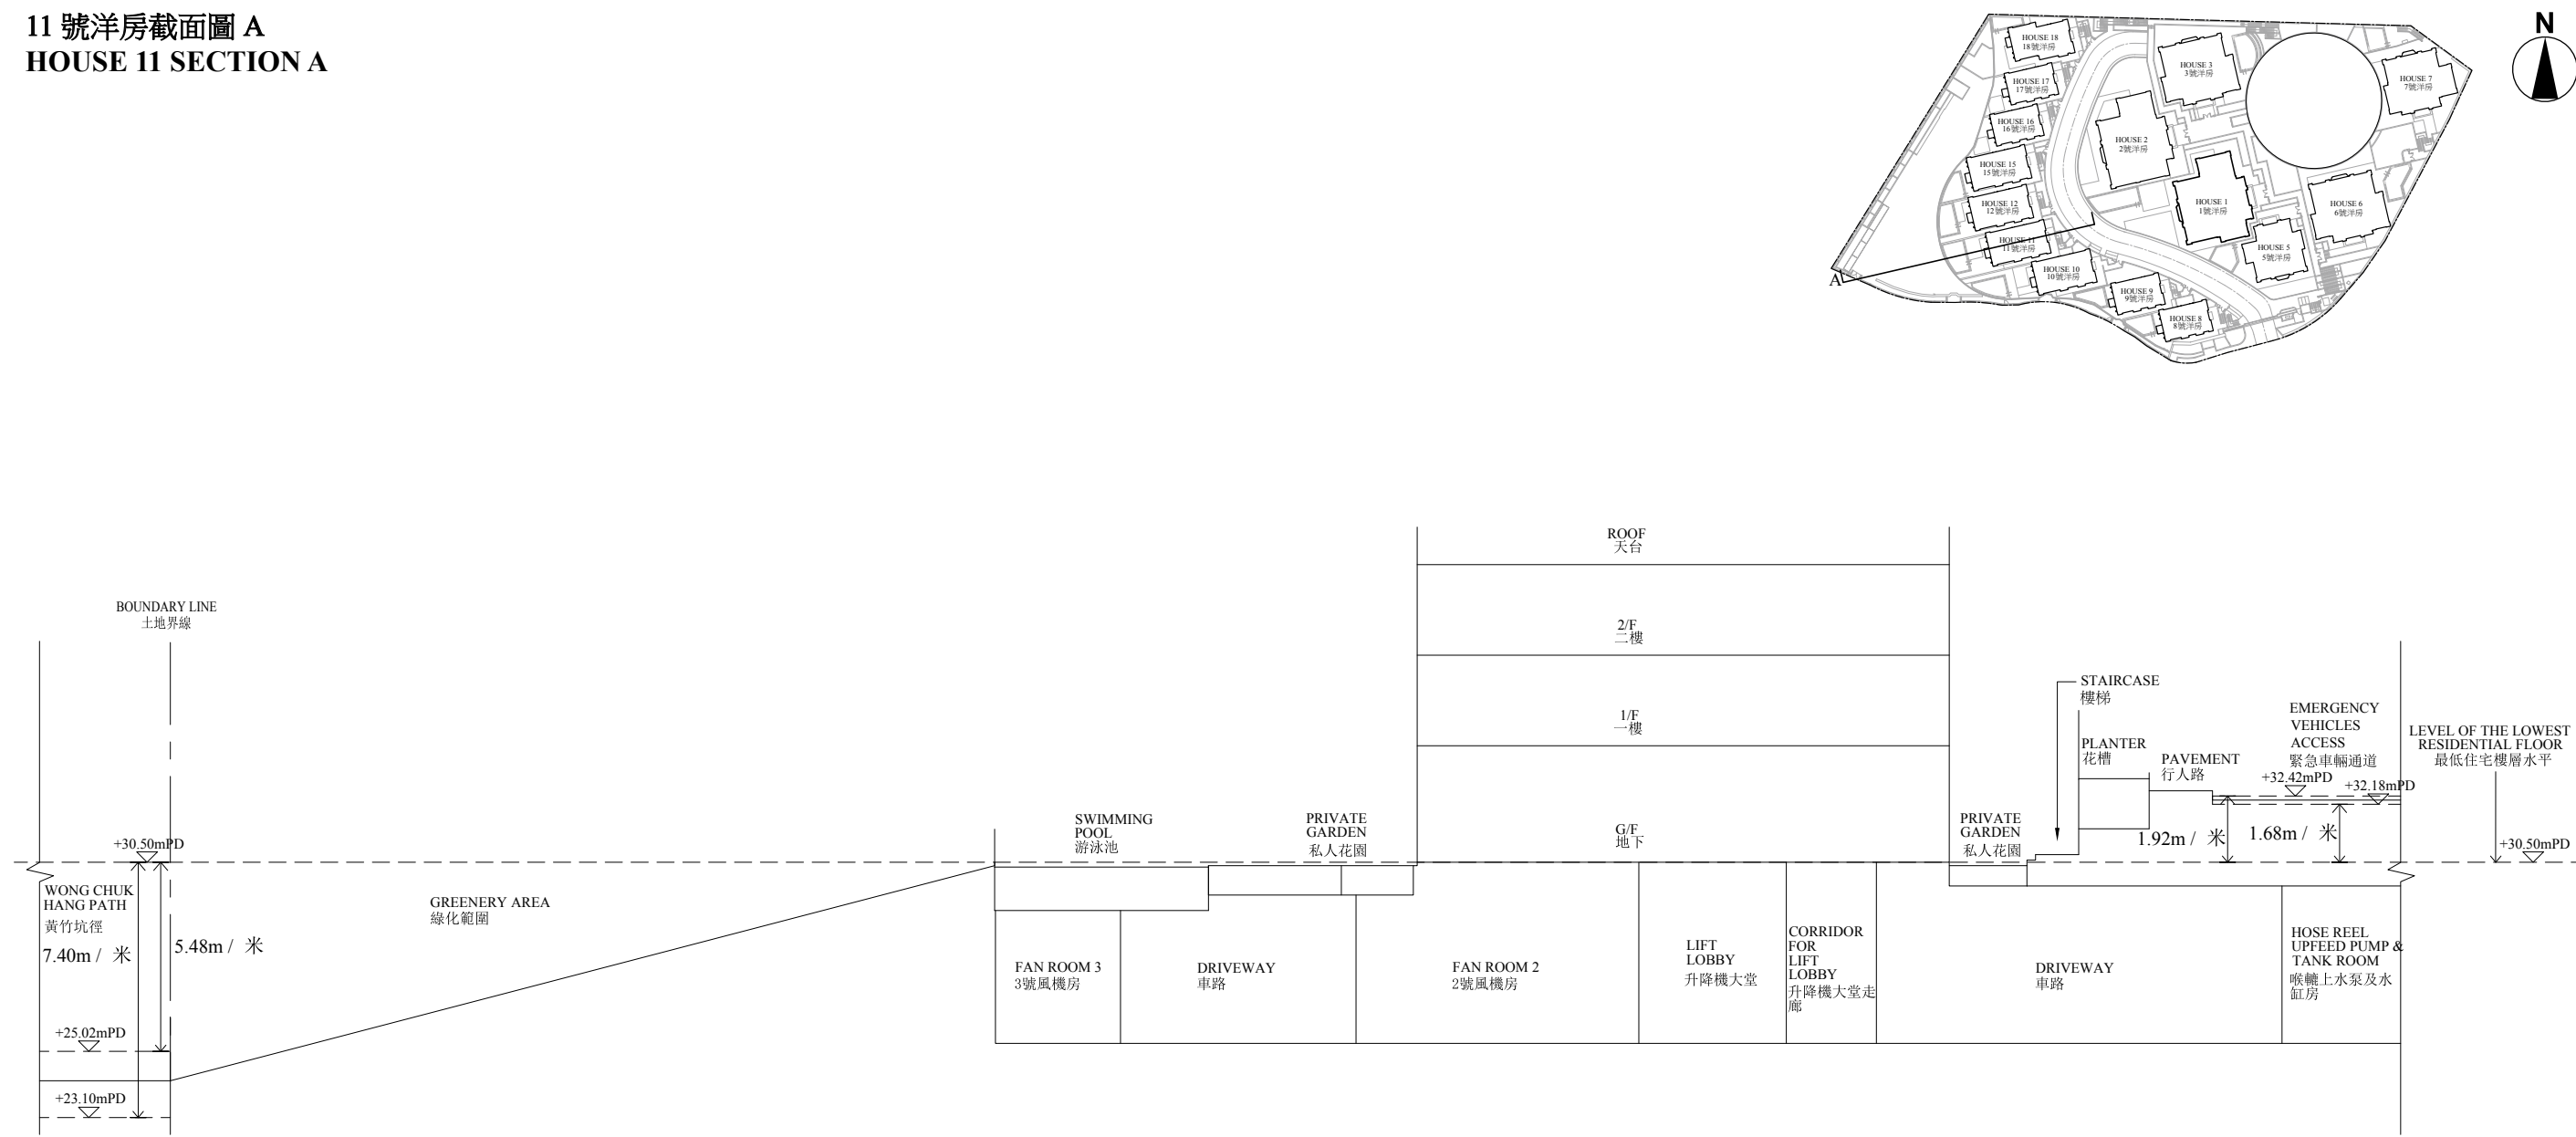 11 號洋房截面圖 A
HOUSE 11 SECTION A
N
HOUSE 18
18號洋房
HOUSE 17
17號洋房
HOUSE 16
16號洋房
HOUSE 15
15號洋房
HOUSE 12
12號洋房
HOUSE 11
11號洋房
HOUSE 10
10號洋房
HOUSE 9
9號洋房
HOUSE 8
8號洋房
HOUSE 3
3號洋房
HOUSE 2
2號洋房
HOUSE 1
1號洋房
HOUSE 7
7號洋房
HOUSE 6
6號洋房
HOUSE 5
5號洋房
A
ROOF
天台
2/F
二樓
1/F
一樓
G/F
地下
BOUNDARY LINE
土地界線
+30.50mPD
WONG CHUK
HANG PATH
黃竹坑徑
7.40m / 米
5.48m / 米
+25.02mPD
+23.10mPD
GREENERY AREA
綠化範圍
SWIMMING
POOL
游泳池
PRIVATE
GARDEN
私人花園
FAN ROOM 3
3號風機房
DRIVEWAY
車路
FAN ROOM 2
2號風機房
LIFT
LOBBY
升降機大堂
CORRIDOR
FOR
LIFT
LOBBY
升降機大堂走
廊
PRIVATE
GARDEN
私人花園
STAIRCASE
樓梯
PLANTER
花槽
PAVEMENT
行人路
EMERGENCY
VEHICLES
ACCESS
緊急車輛通道
+32.42mPD
+32.18mPD
1.92m / 米
1.68m / 米
LEVEL OF THE LOWEST
RESIDENTIAL FLOOR
最低住宅樓層水平
+30.50mPD
DRIVEWAY
車路
HOSE REEL
UPFEED PUMP &
TANK ROOM
喉轆上水泵及水
缸房